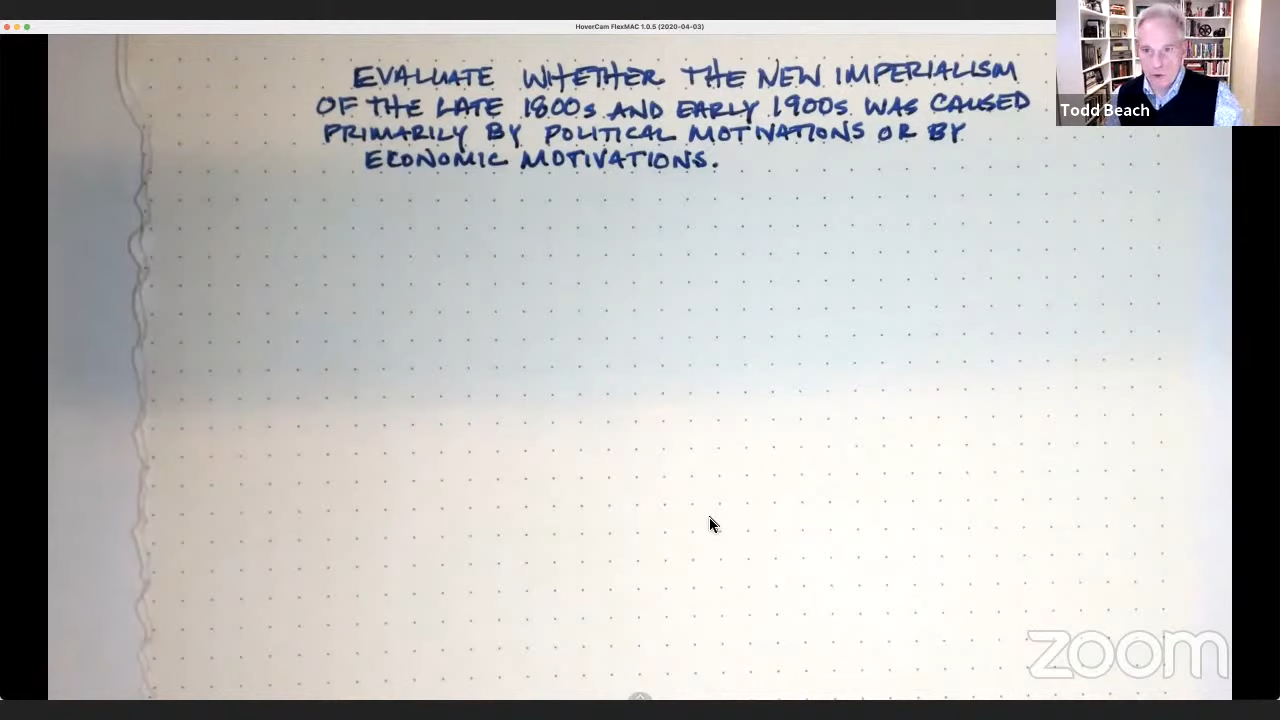 HoverCam FlexMAC 1.0.5 (2020-04-03)
EVALUATE WHETHER THE NEW IMPERIALISM
OF THE LATE 1800s AND EARLY 1900s WAS CAUSED
PRIMARILY BY POLITICAL MOTIVATIONS OR BY
ECONOMIC MOTIVATIONS.
Todd Beach
zoom